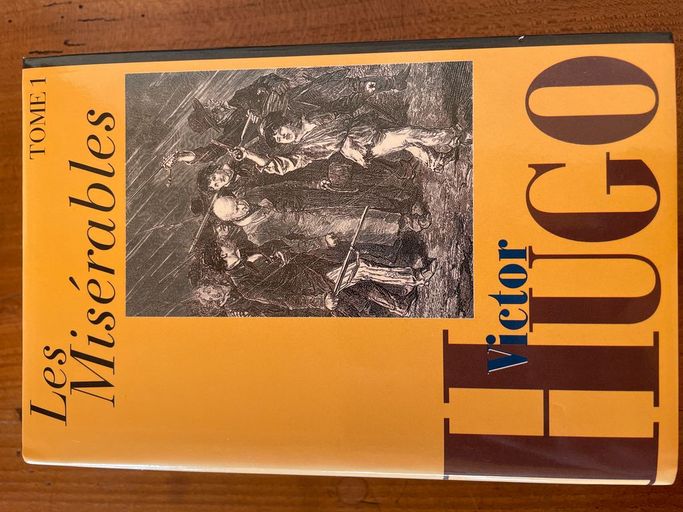 TOME 1
Les
Misérables
victor
HUGO